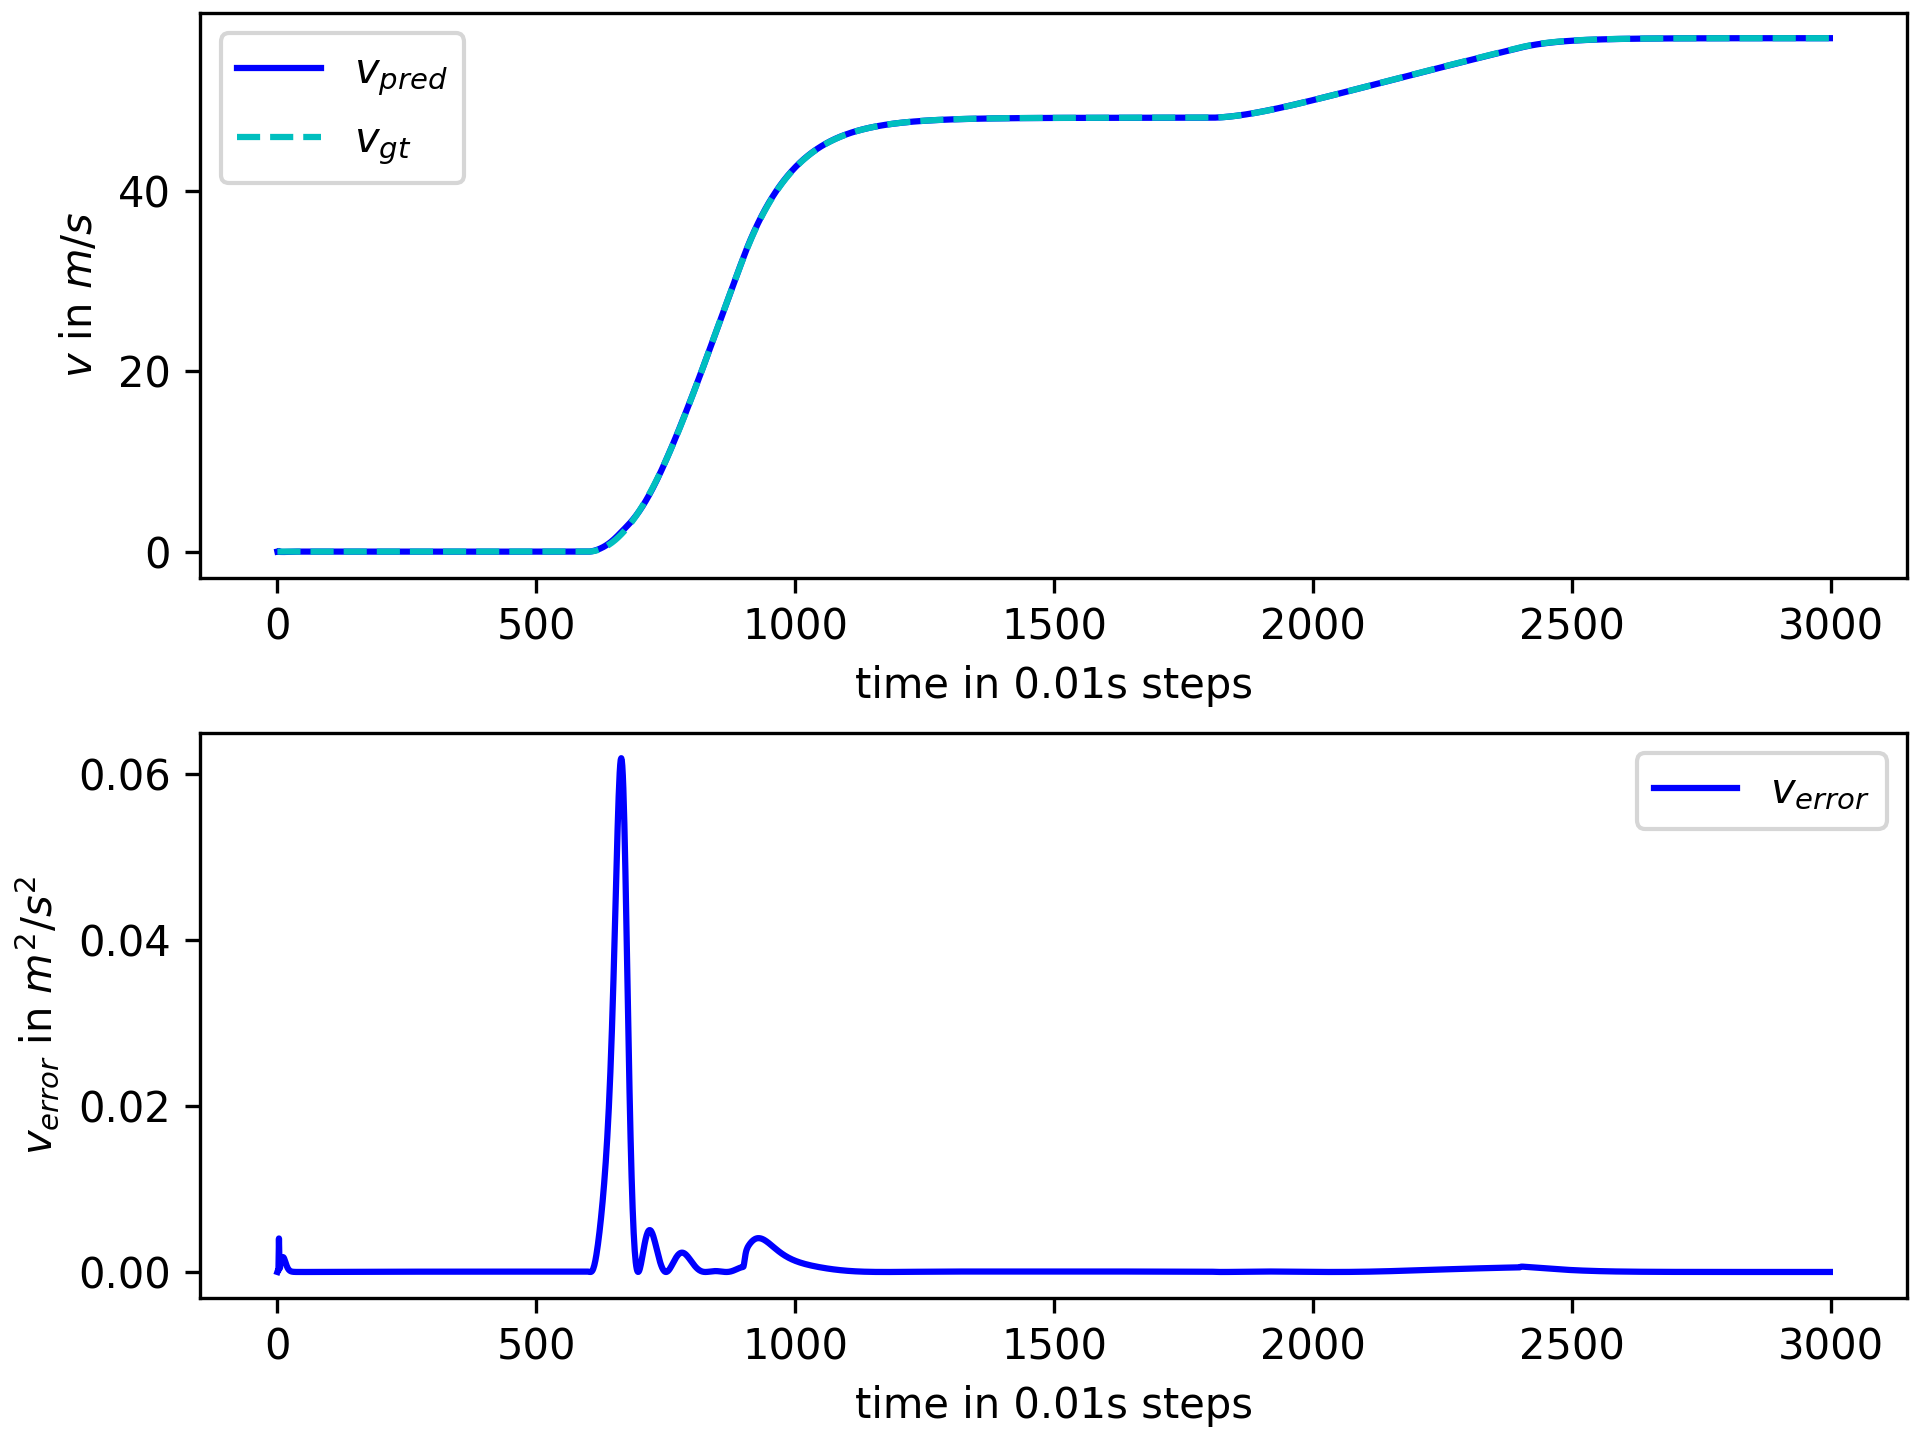 v_pred
v_gt
v in m/s
40
20
0
0 500 1000 1500 2000 2500 3000
time in 0.01s steps
v_error
v_error in m²/s²
0.06
0.04
0.02
0.00
0 500 1000 1500 2000 2500 3000
time in 0.01s steps